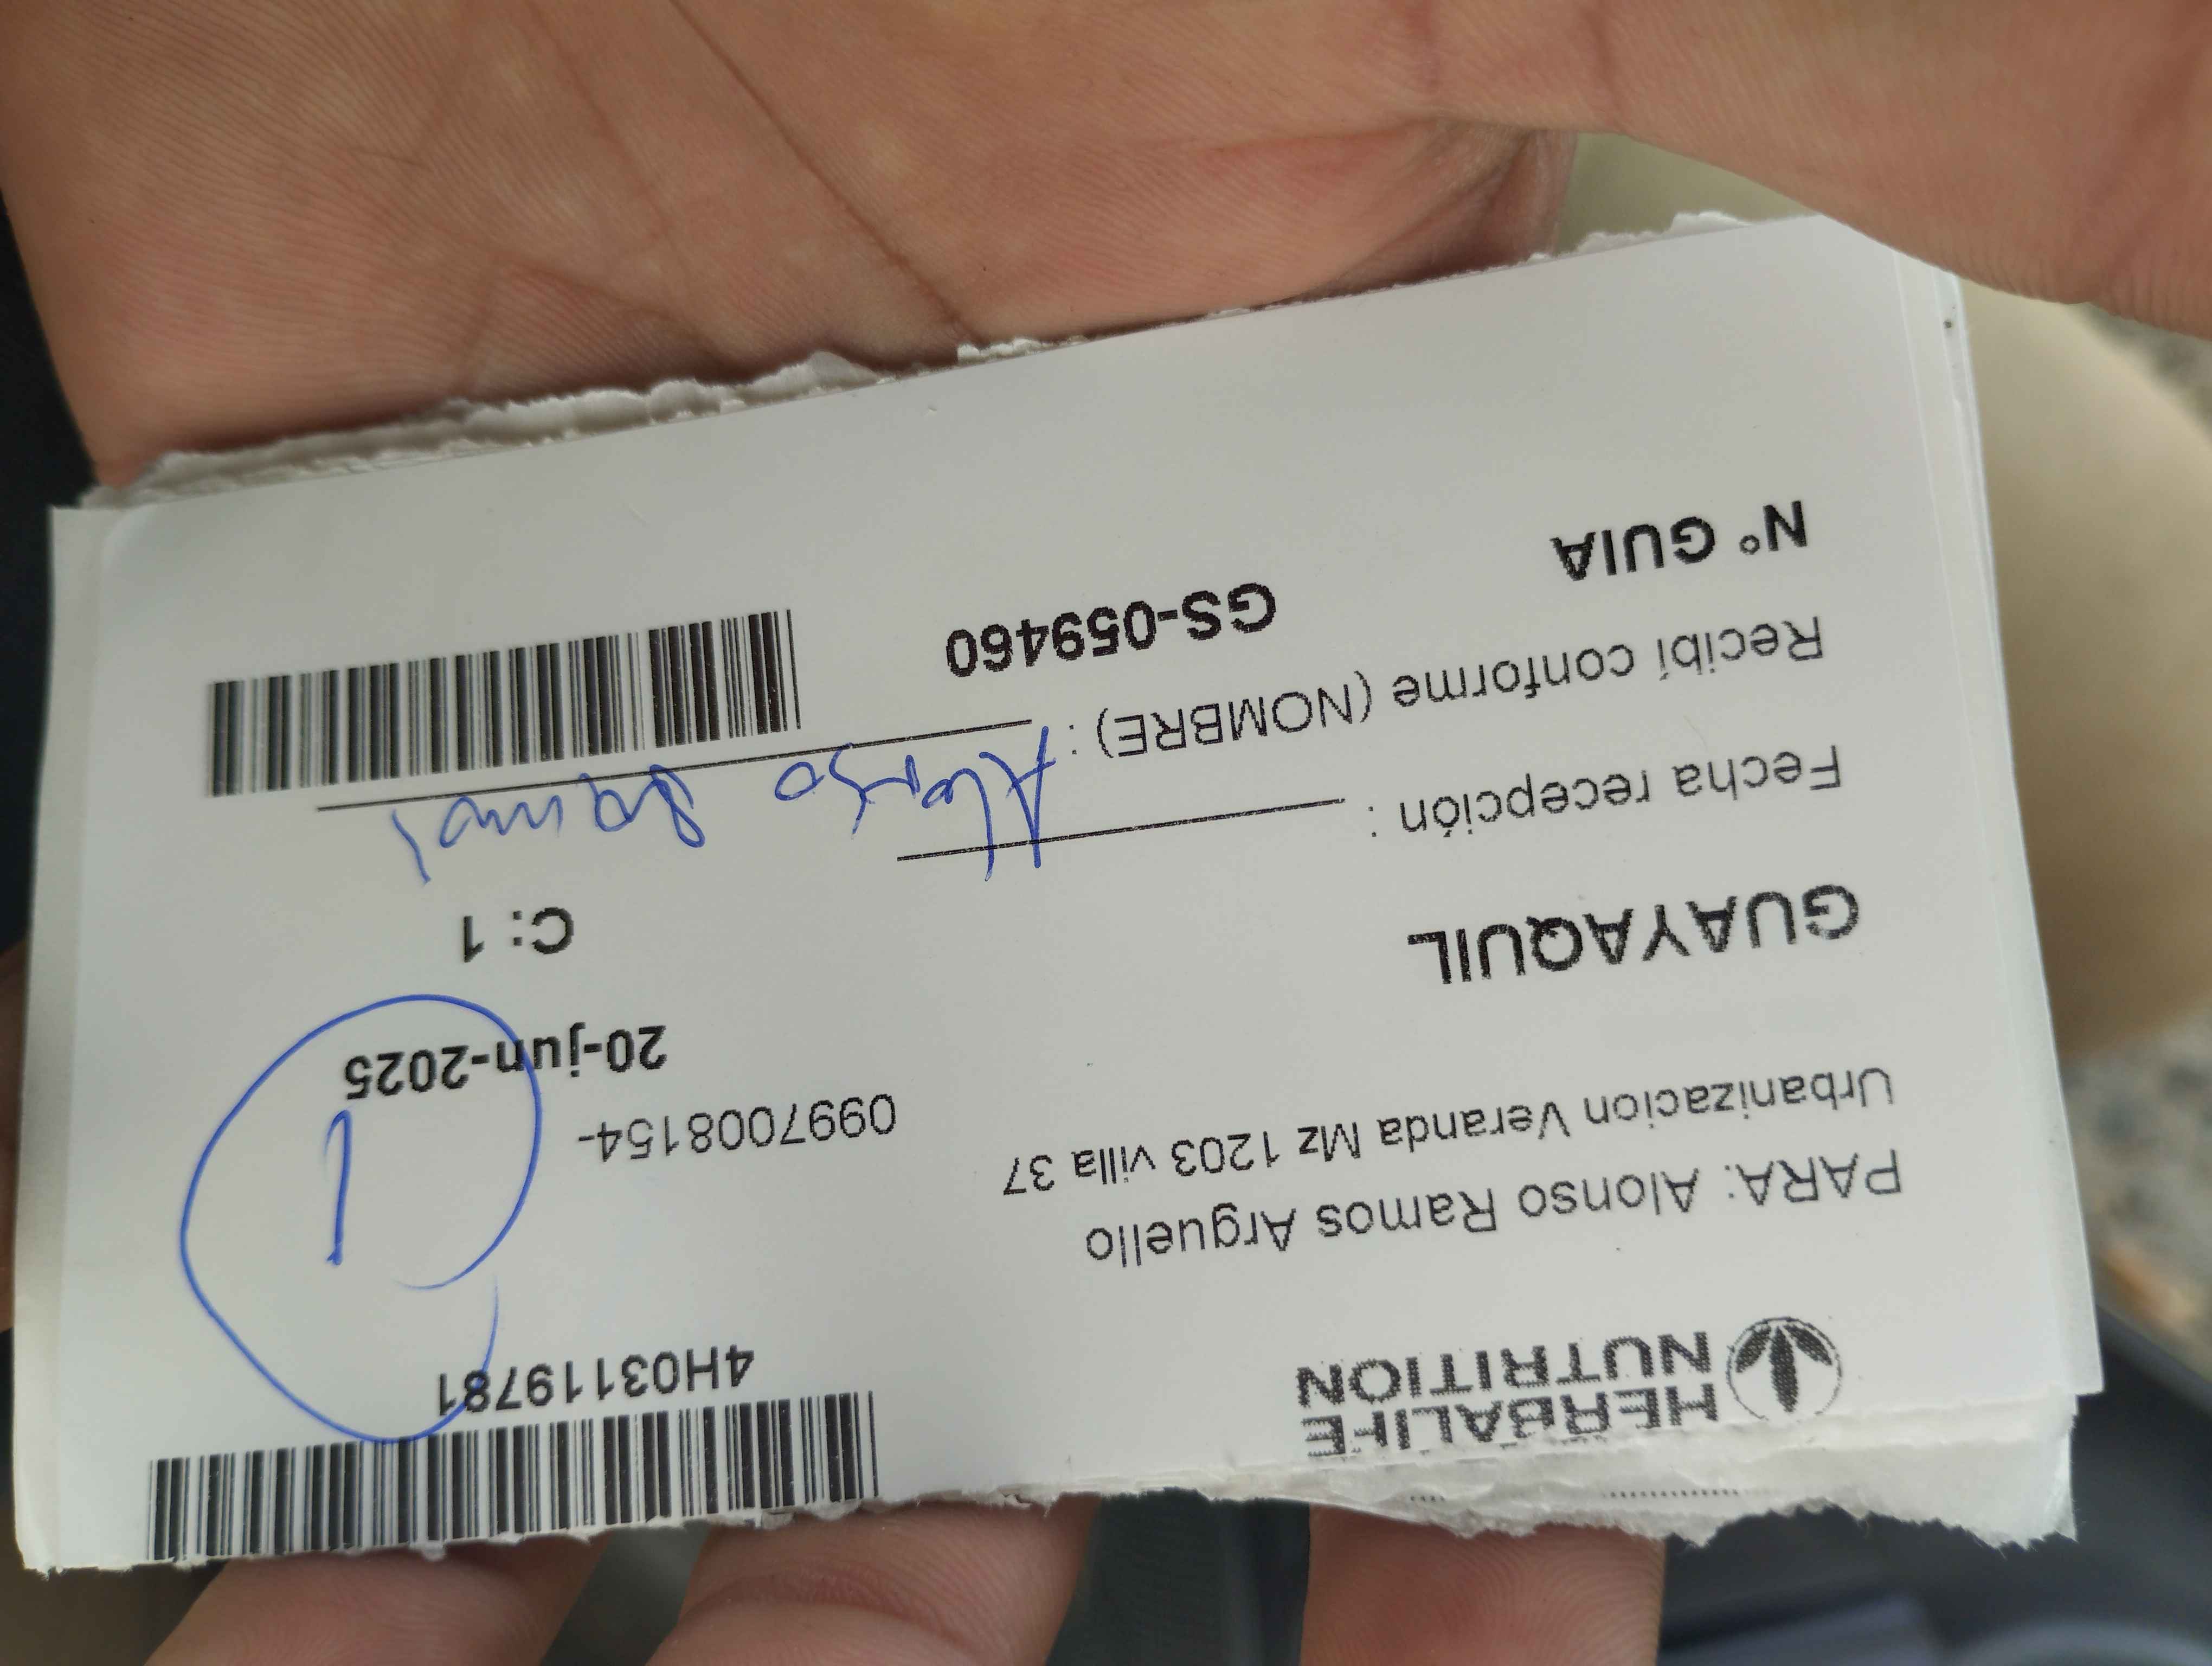 HERBALIFE
NUTRITION
4H03119781
PARA: Alonso Ramos Arguello
Urbanizacion Veranda Mz 1203 villa 37
0997008154-
1
20-jun-2025
GUAYAQUIL
C: 1
Fecha recepción :
Recibí conforme (NOMBRE) : Alonso
N° GUIA
GS-059460